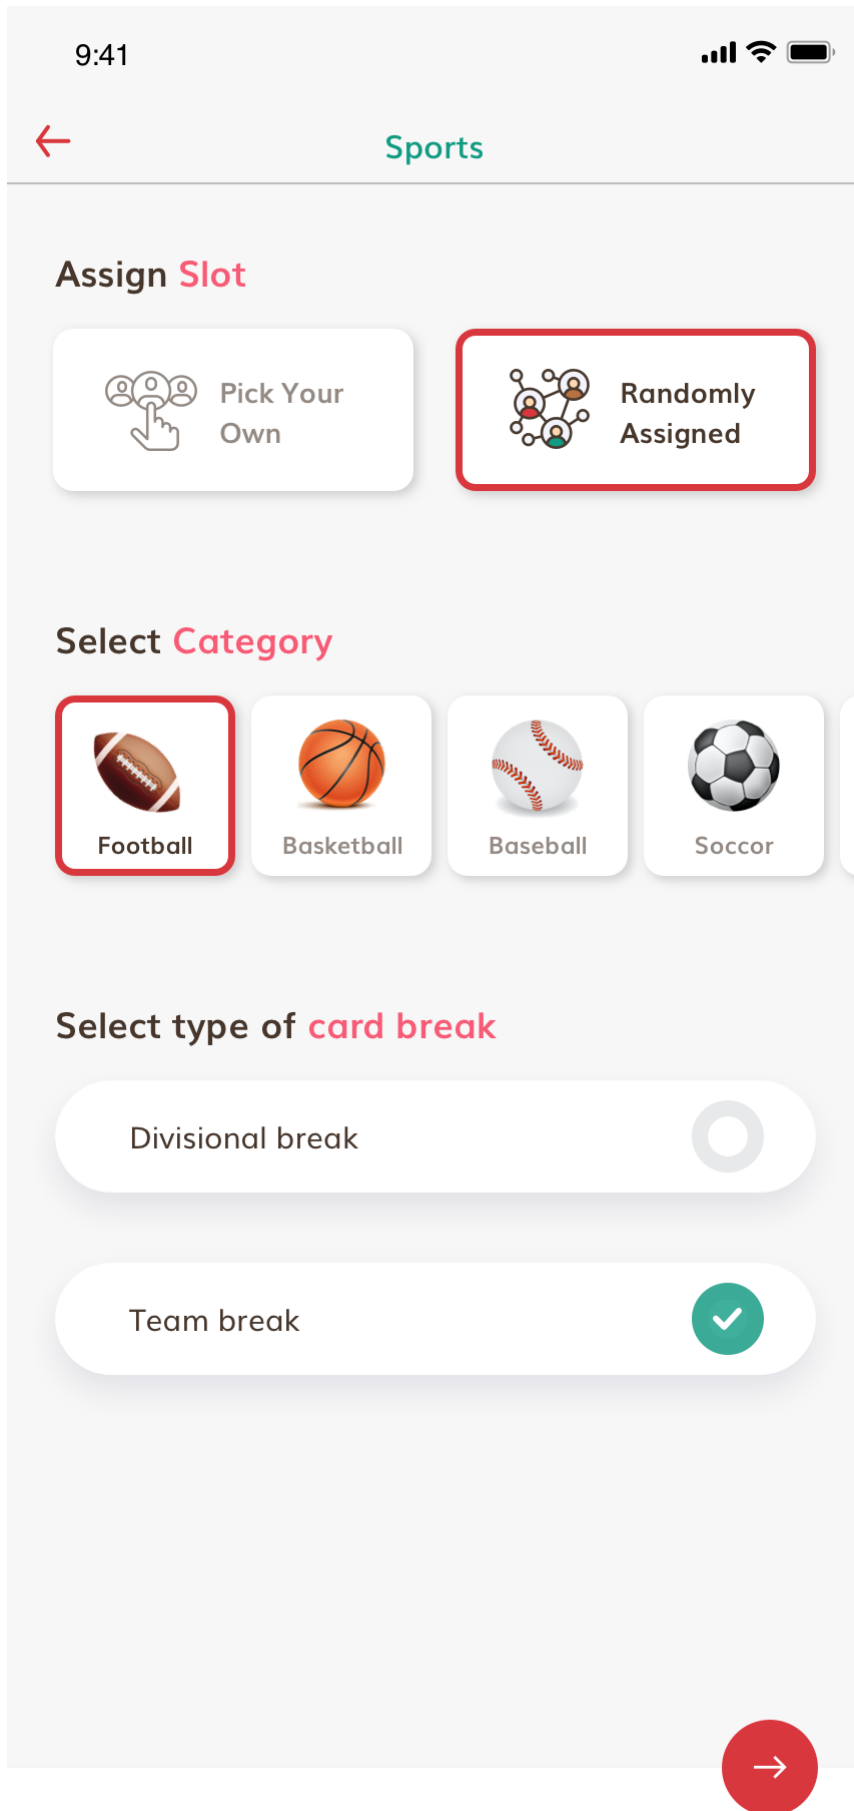 9:41
Sports
Assign Slot
Pick Your
Own
Randomly
Assigned
Select Category
Football
Basketball
Baseball
Soccor
Select type of card break
Divisional break
Team break